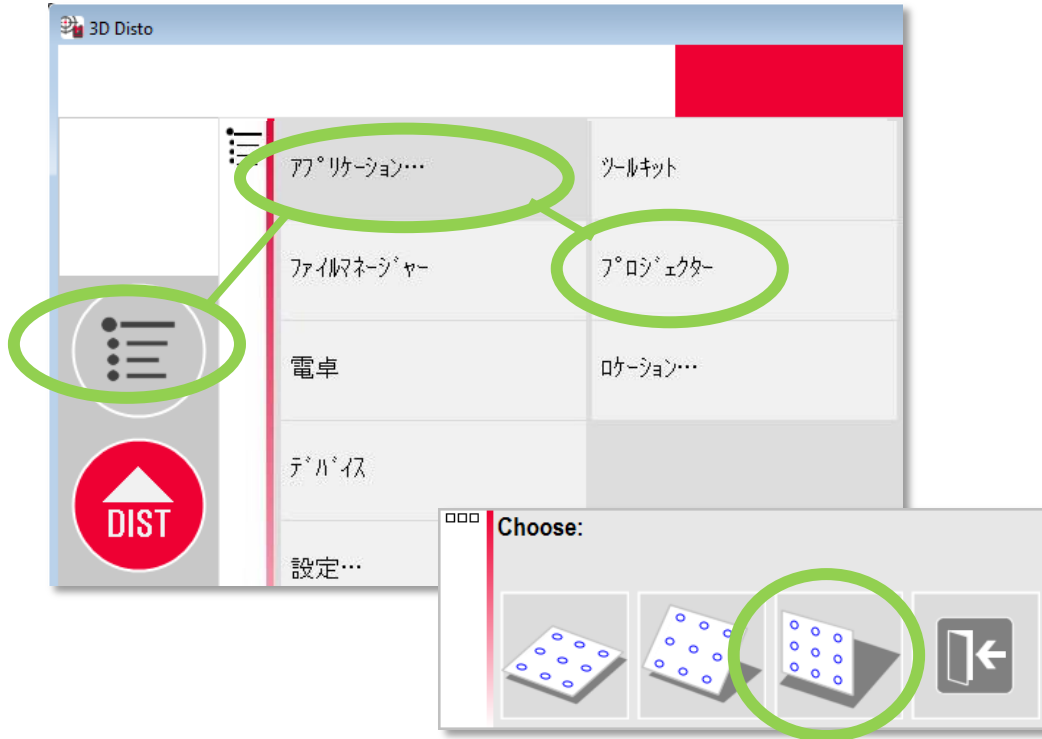 3D Disto
ｱﾌﾟﾘｹｰｼｮﾝ…
ﾂｰﾙｷｯﾄ
ﾌｧｲﾙﾏﾈｰｼﾞｬｰ
ﾌﾟﾛｼﾞｪｸﾀｰ
電卓
ﾛｹｰｼｮﾝ…
ﾃﾞﾊﾞｲｽ
DIST
設定…
Choose: